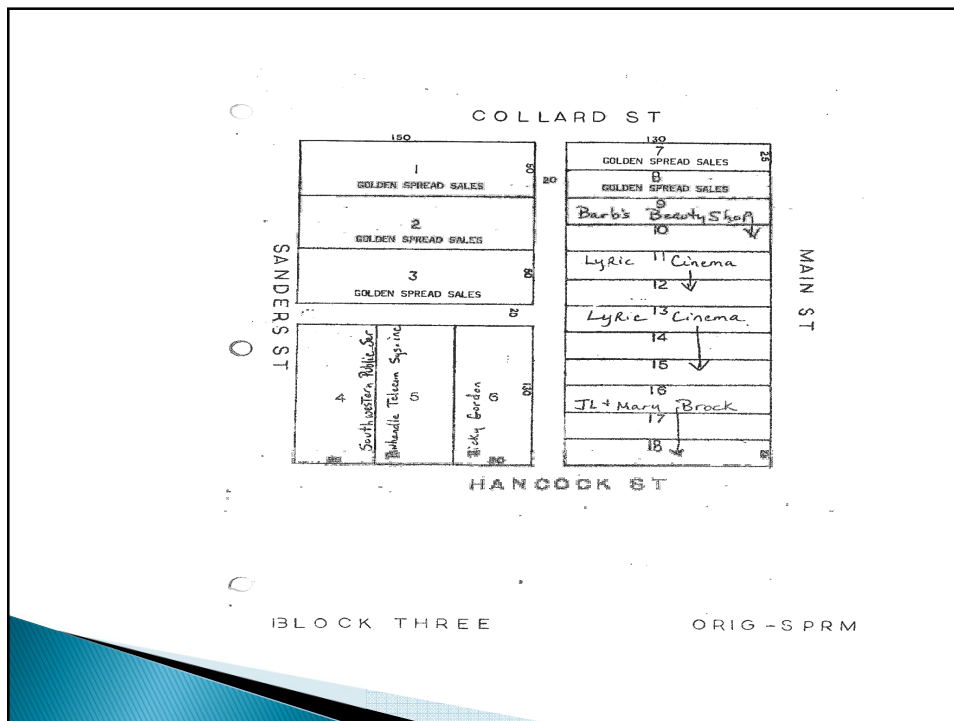 COLLARD ST
150
1
50
GOLDEN SPREAD SALES
2
GOLDEN SPREAD SALES
3
50
GOLDEN SPREAD SALES
20
20
SANDERS ST
4
Southwestern Public Ser
5
Panhandle Telecom Sys. inc
6
Ricky Gordon
130
50
130
7
25
GOLDEN SPREAD SALES
8
GOLDEN SPREAD SALES
9
Barb's Beauty Shop
10
LyRic 11 Cinema
12
LyRic 13 Cinema
14
15
16
JL + Mary Brock
17
18
MAIN ST
HANCOCK ST
BLOCK THREE
ORIG-SPRM